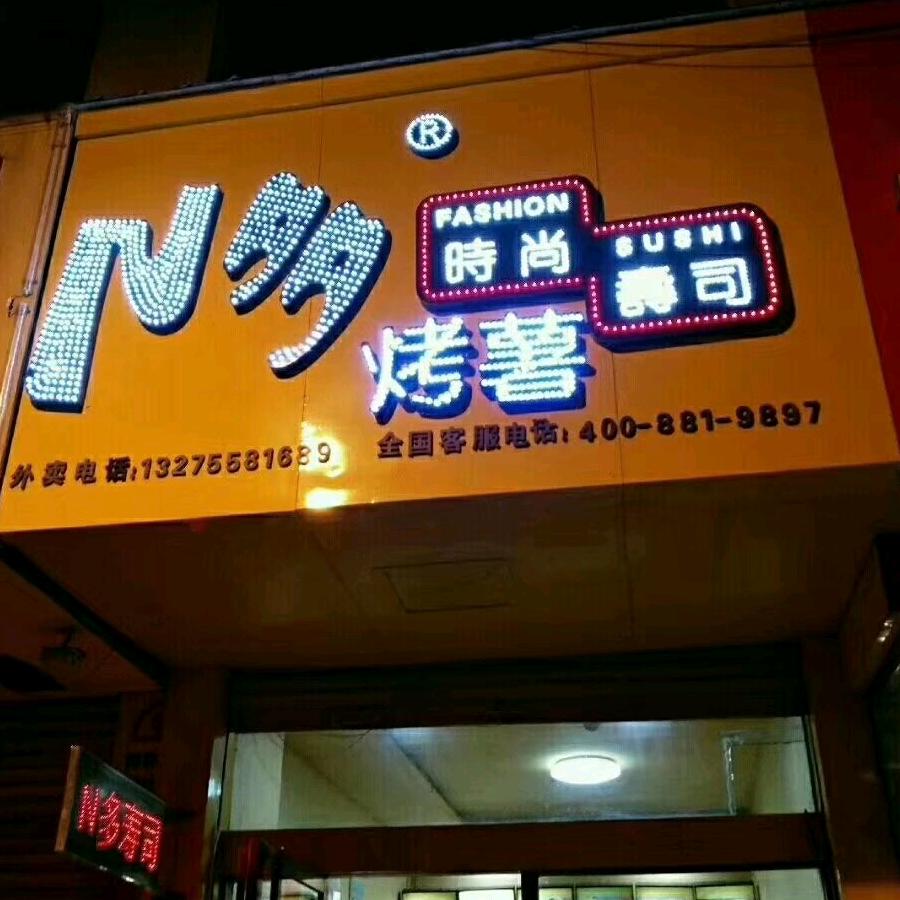 ®
N多
FASHION
時尚
SUSHI
壽司
烤薯
外卖电话:13275581689
全国客服电话:400-881-9897
N多寿司